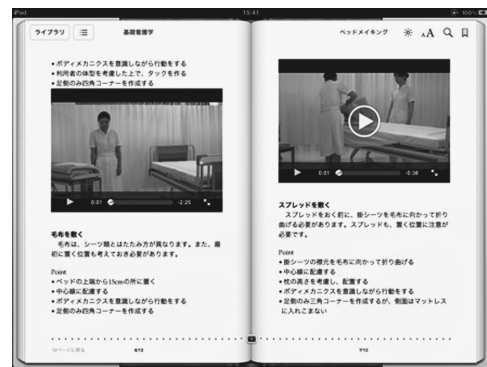 iPad
15:41
100%
ライブラリ
基礎看護学
ベッドメイキング
AA
•ボディメカニクスを意識しながら行動をする
•利用者の体型を考慮した上で、タックを作る
•足側のみ四角コーナーを作成する
0:01
-2:25
毛布を敷く
毛布は、シーツ類とはたたみ方が異なります。また、最
初に置く位置も考えておき必要があります。
Point
•ベッドの上端から15cmの所に置く
•中心線に配慮する
•ボディメカニクスを意識しながら行動をする
•足側のみ四角コーナーを作成する
10ページに戻る
6/13
0:01
-0:38
スプレッドを敷く
スプレッドをおく前に、掛シーツを毛布に向かって折り
曲げる必要があります。スプレッドも、置く位置に注意が
必要です。
Point
•掛シーツの襟元を毛布に向かって折り曲げる
•中心線に配慮する
•枕の高さを考慮し、配置する
•ボディメカニクスを意識しながら行動をする
•足側のみ三角コーナーを作成するが、側面はマットレス
に入れこまない
7/13